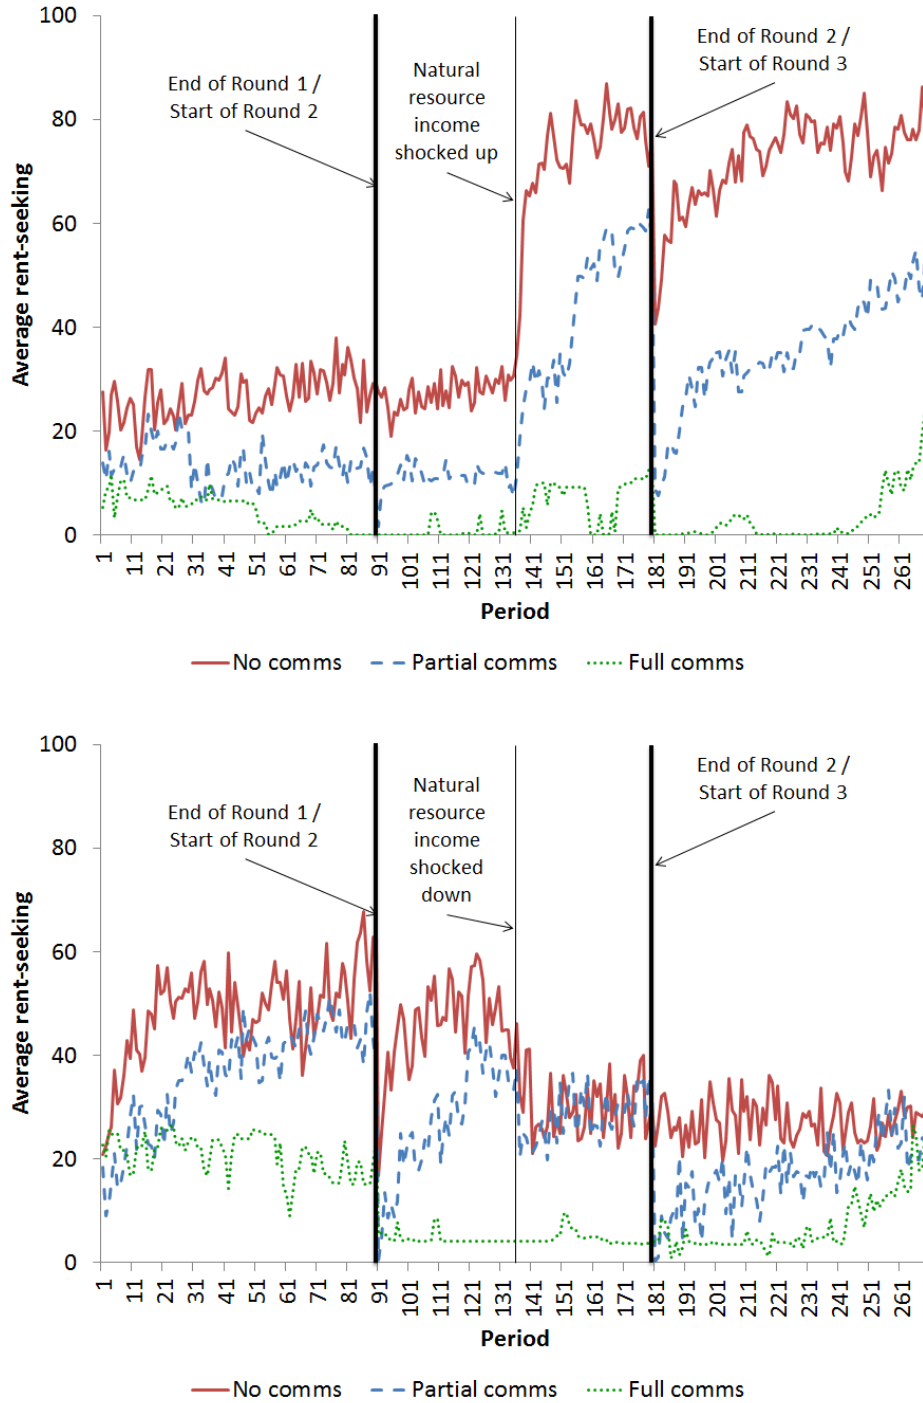 100
80
60
40
20
0
Average rent-seeking
End of Round 1 /
Start of Round 2
Natural
resource
income
shocked up
End of Round 2 /
Start of Round 3
1
11
21
31
41
51
61
71
81
91
101
111
121
131
141
151
161
171
181
191
201
211
221
231
241
251
261
Period
No comms
Partial comms
Full comms
100
80
60
40
20
0
Average rent-seeking
End of Round 1 /
Start of Round 2
Natural
resource
income
shocked
down
End of Round 2 /
Start of Round 3
1
11
21
31
41
51
61
71
81
91
101
111
121
131
141
151
161
171
181
191
201
211
221
231
241
251
261
Period
No comms
Partial comms
Full comms